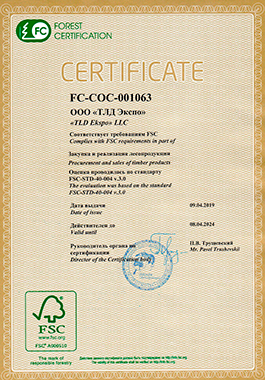 FC
FOREST
CERTIFICATION
CERTIFICATE
FC-COC-001063
ООО «ТЛД Экспо»
«TLD Ekspo» LLC
Соответствует требованиям FSC
Complies with FSC requirements in part of
Закупка и реализация лесопродукции
Procurement and sales of timber products
Оценка проводилась по стандарту
FSC-STD-40-004 v.3.0
The evaluation was based on the standard
FSC-STD-40-004 v.3.0
Дата выдачи 09.04.2019
Date of issue
Действителен до 08.04.2024
Valid until
Руководитель органа по П.В. Трушевский
сертификации Mr. Pavel Trushevskii
Director of the Certification body
FSC
www.fsc.org
FSC® A000510
The mark of
responsible forestry